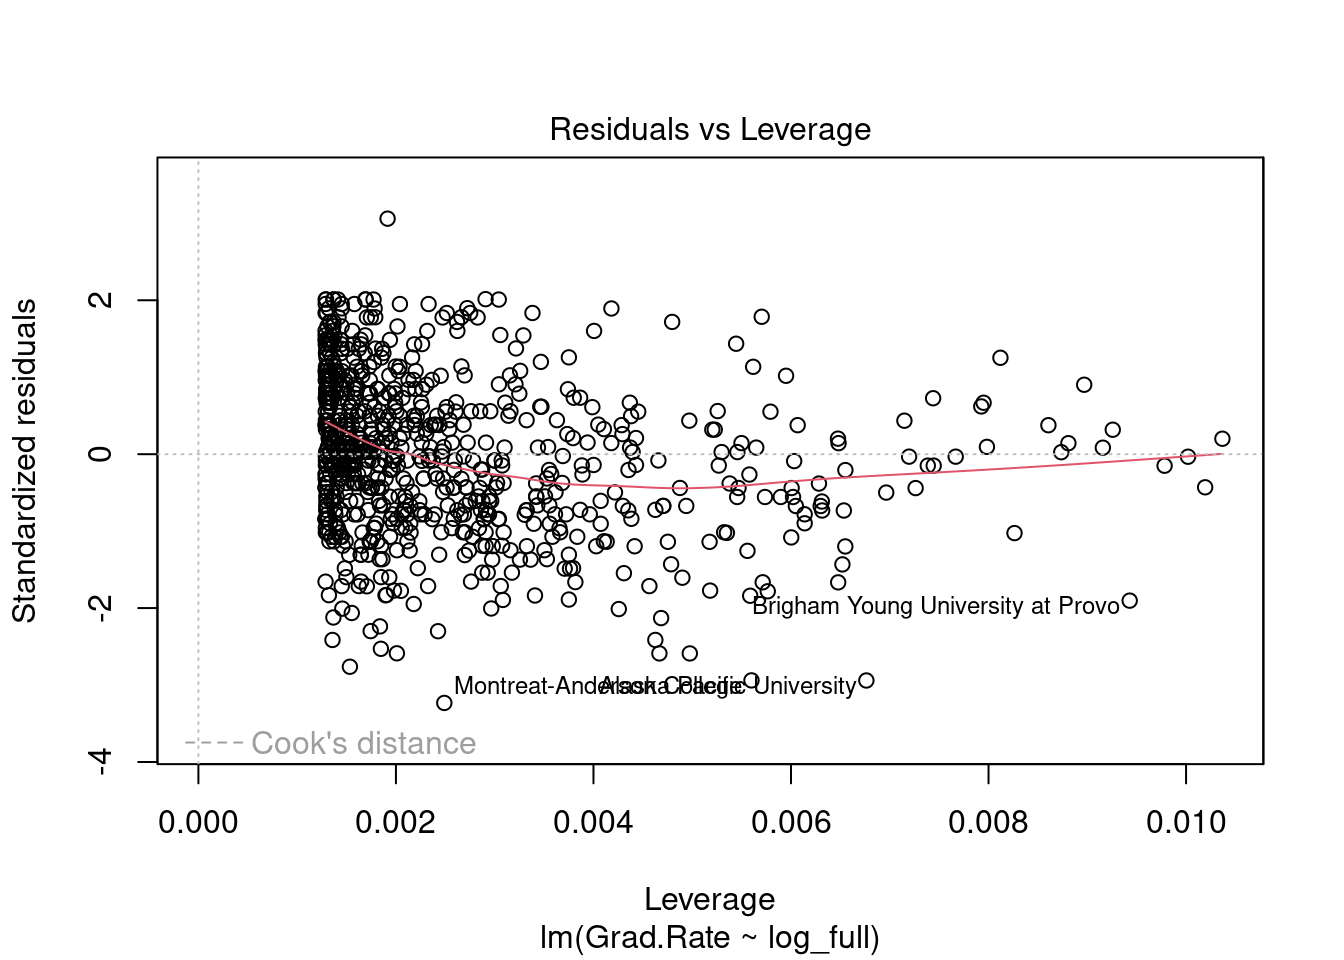 Residuals vs Leverage
Standardized residuals
2
0
-2
-4
Brigham Young University at Provo
Montreat-Anderson College
Alaska Pacific University
Cook's distance
0.000 0.002 0.004 0.006 0.008 0.010
Leverage
lm(Grad.Rate ~ log_full)